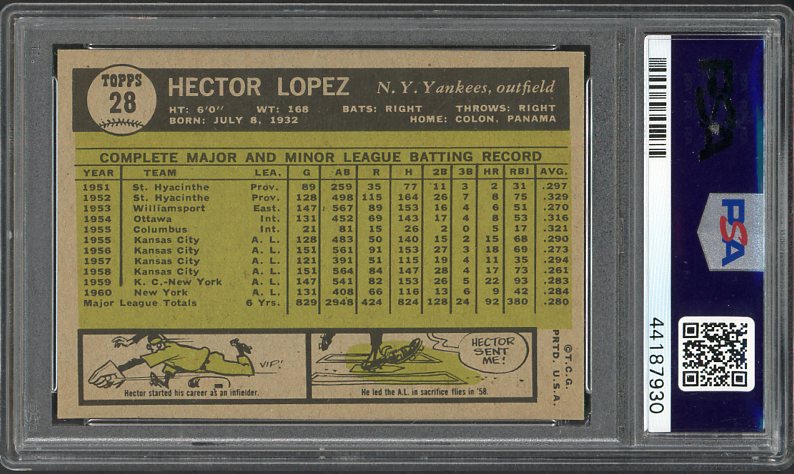 TOPPS
28
HECTOR LOPEZ N. Y. Yankees, outfield
HT: 6'0" WT: 168 BATS: RIGHT THROWS: RIGHT
BORN: JULY 8, 1932 HOME: COLON, PANAMA
COMPLETE MAJOR AND MINOR LEAGUE BATTING RECORD
YEAR TEAM LEA. G AB R H 2B 3B HR RBI AVG.
1951 St. Hyacinthe Prov. 89 259 35 77 11 3 2 31 .297
1952 St. Hyacinthe Prov. 128 498 115 164 26 7 8 75 .329
1953 Williamsport East. 147 567 89 153 16 4 6 51 .270
1954 Ottawa Int. 131 452 69 143 17 4 8 53 .316
1955 Columbus Int. 21 81 15 26 2 0 5 17 .321
1955 Kansas City A. L. 128 483 50 140 15 2 15 68 .290
1956 Kansas City A. L. 151 561 91 153 27 3 18 69 .273
1957 Kansas City A. L. 121 391 51 115 19 4 11 35 .294
1958 Kansas City A. L. 151 564 84 147 28 4 17 73 .261
1959 K. C.-New York A. L. 147 541 82 153 26 5 22 93 .283
1960 New York A. L. 131 408 66 116 13 6 9 42 .284
Major League Totals 6 Yrs. 829 2948 424 824 128 24 92 380 .280
VIP!
Hector started his career as an infielder.
HECTOR
SENT
ME!
He led the A.L. in sacrifice flies in '58.
©T.C.G.
PRTD. U.S.A.
PSA
PSA
44187930